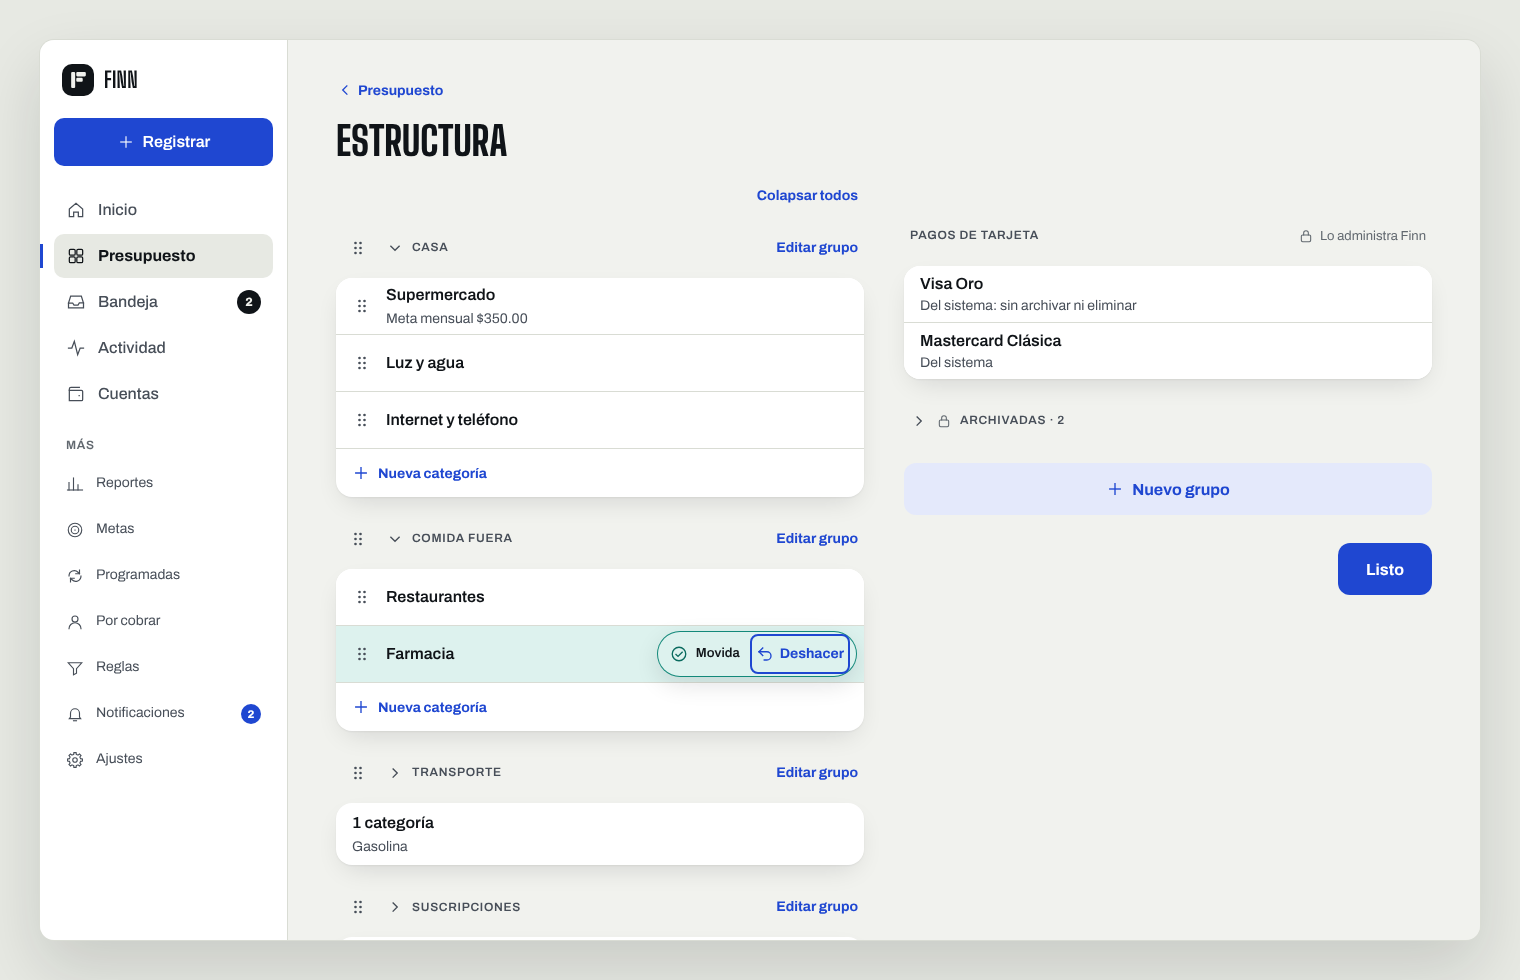 FINN
Registrar
Inicio
Presupuesto
Bandeja 2
Actividad
Cuentas
MÁS
Reportes
Metas
Programadas
Por cobrar
Reglas
Notificaciones 2
Ajustes
Presupuesto
ESTRUCTURA
Colapsar todos
CASA Editar grupo
Supermercado
Meta mensual $350.00
Luz y agua
Internet y teléfono
Nueva categoría
COMIDA FUERA Editar grupo
Restaurantes
Farmacia Movida Deshacer
Nueva categoría
TRANSPORTE Editar grupo
1 categoría
Gasolina
SUSCRIPCIONES Editar grupo
PAGOS DE TARJETA Lo administra Finn
Visa Oro
Del sistema: sin archivar ni eliminar
Mastercard Clásica
Del sistema
ARCHIVADAS · 2
Nuevo grupo
Listo